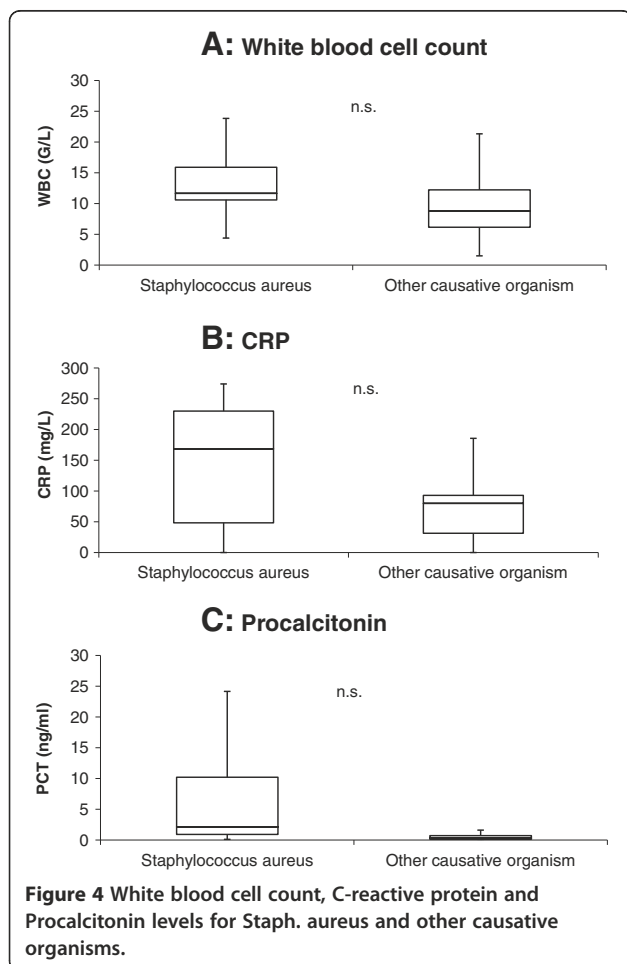 A: White blood cell count
30
25
20
15
10
5
0
WBC (G/L)
n.s.
Staphylococcus aureus Other causative organism
B: CRP
300
250
200
150
100
50
0
CRP (mg/L)
n.s.
Staphylococcus aureus Other causative organism
C: Procalcitonin
30
25
20
15
10
5
0
PCT (ng/ml)
n.s.
Staphylococcus aureus Other causative organism
Figure 4 White blood cell count, C-reactive protein and
Procalcitonin levels for Staph. aureus and other causative
organisms.